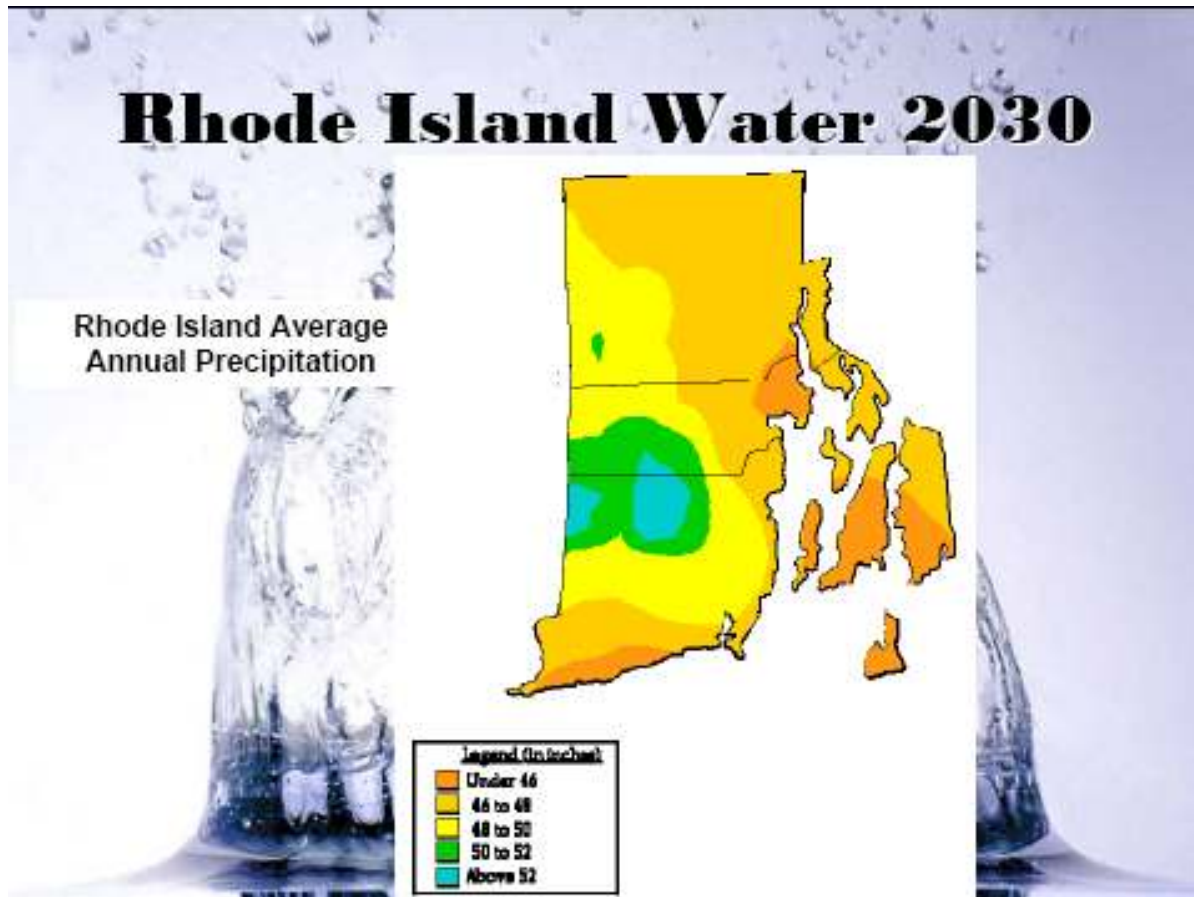 Rhode Island Water 2030
Rhode Island Average
Annual Precipitation
Legend (in inches)
Under 46
46 to 48
48 to 50
50 to 52
Above 52